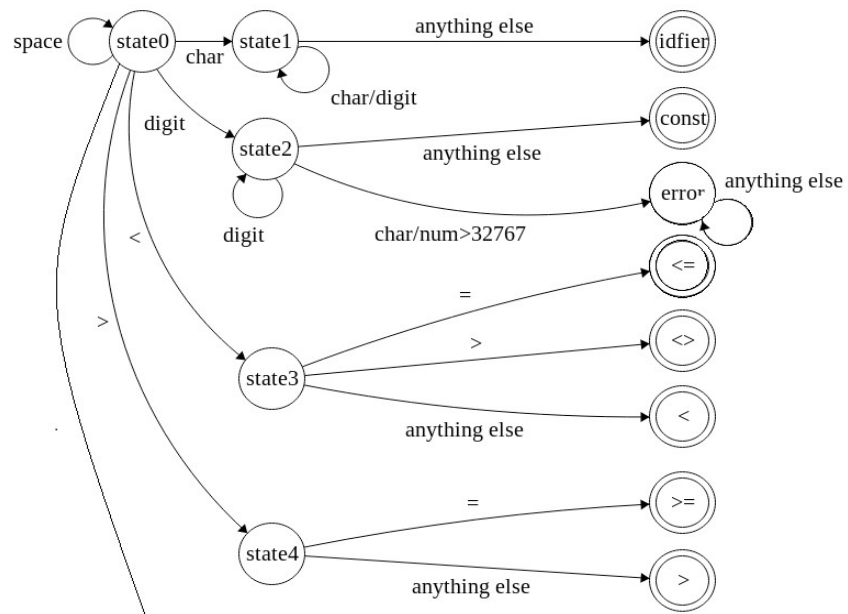 anything else
space
state0
char
state1
idfier
char/digit
digit
const
state2
anything else
error
anything else
digit
char/num>32767
<
<=
=
>
>
<>
state3
<
anything else
=
>=
state4
anything else
>